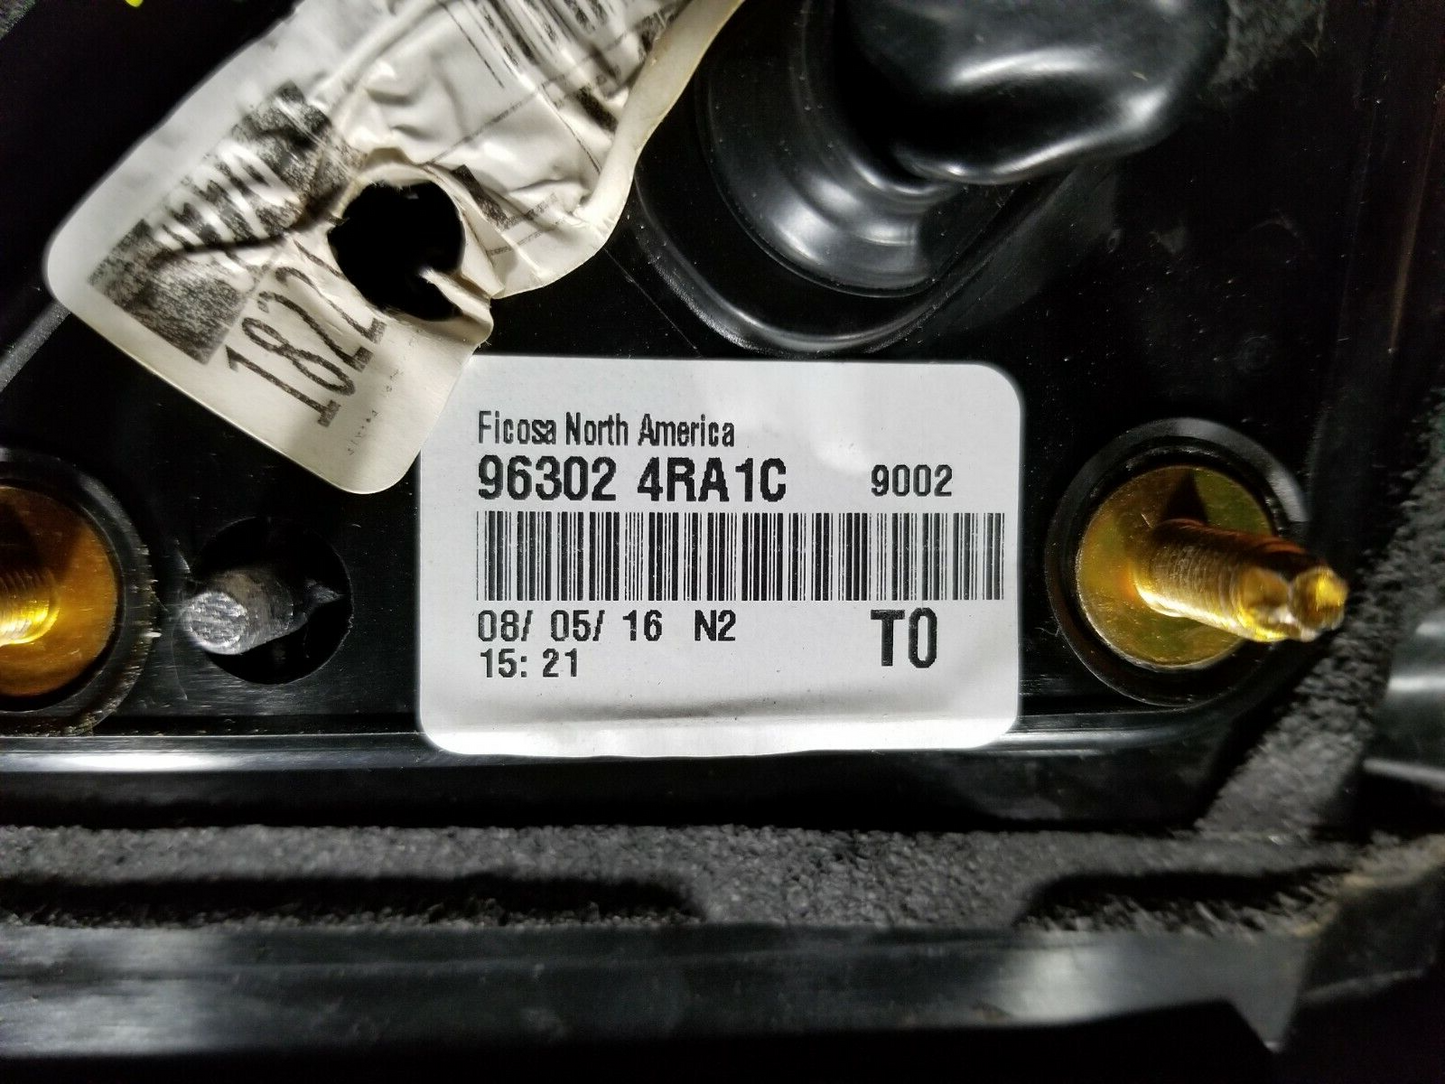 Ficosa North America
96302 4RA1C 9002
08/ 05/ 16 N2 T0
15: 21